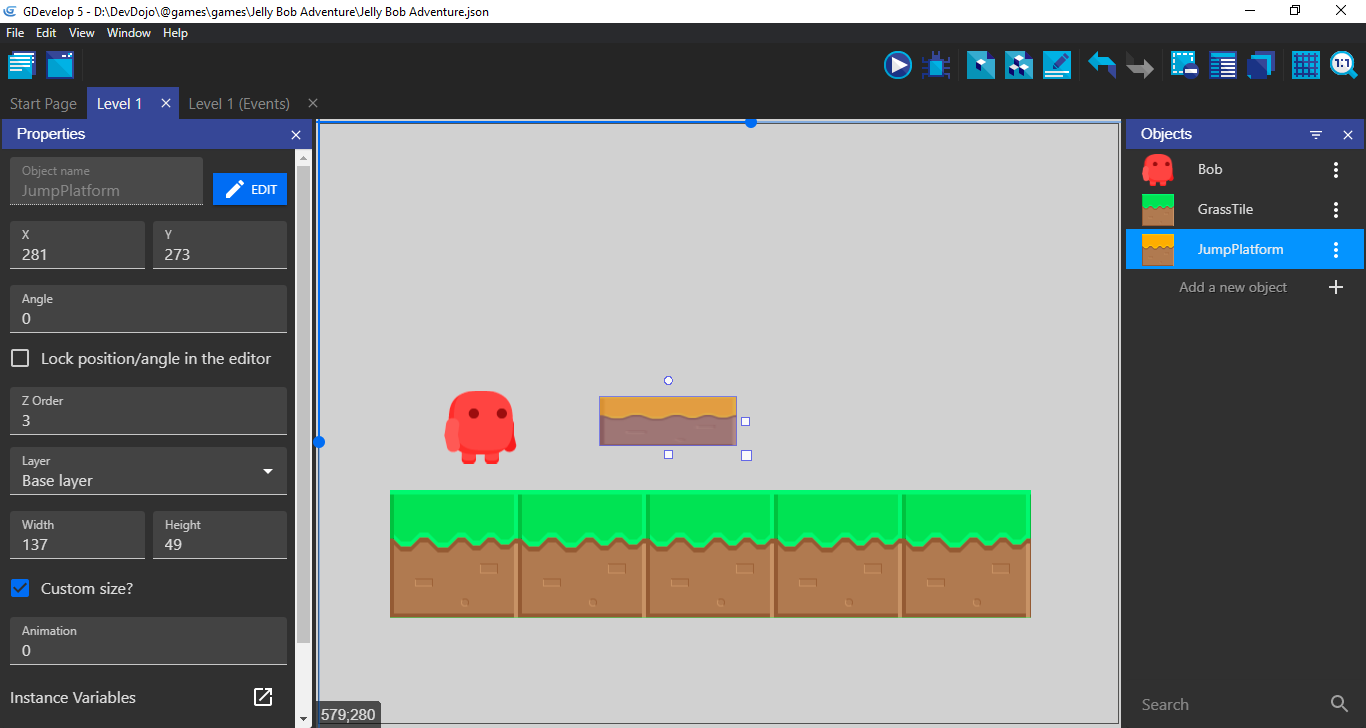 GDevelop 5 - D:\DevDojo\@games\games\Jelly Bob Adventure\Jelly Bob Adventure.json
File Edit View Window Help
1:1
Start Page Level 1 Level 1 (Events)
Properties
Object name
JumpPlatform
EDIT
X
281
Y
273
Angle
0
Lock position/angle in the editor
Z Order
3
Layer
Base layer
Width
137
Height
49
Custom size?
Animation
0
Instance Variables
579;280
Objects
Bob
GrassTile
JumpPlatform
Add a new object
Search